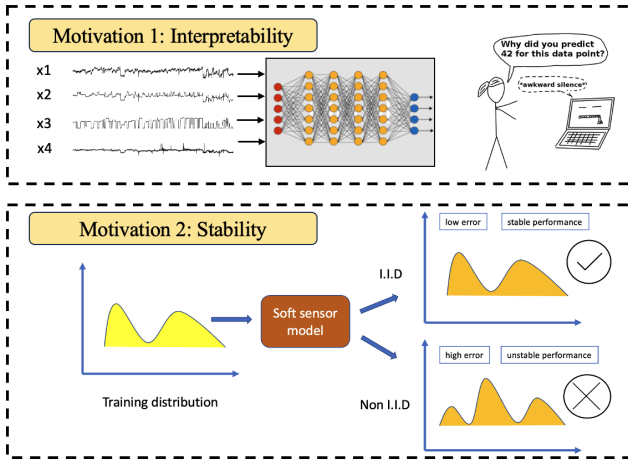 Motivation 1: Interpretability
x1
x2
x3
x4
Why did you predict
42 for this data point?
*awkward silence*
Motivation 2: Stability
low error
stable performance
I.I.D
Soft sensor
model
Training distribution
Non I.I.D
high error
unstable performance